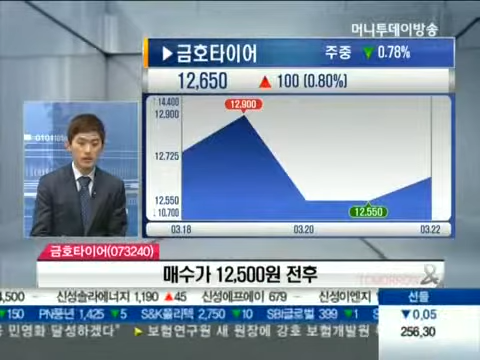 머니투데이방송
▶금호타이어 주중 ▼ 0.78%
12,650 ▲ 100 (0.80%)
14,400
12,900
12,900
12,725
12,550
12,550
10,700
03.18 03.20 03.22
금호타이어(073240)
매수가 12,500원 전후
TOMORROW &
4,500 신성솔라에너지 1,190 ▲45 신성에프에이 679 - 신성이엔지 선물
▼150 PN풍년 1,425 ▼5 S&K폴리텍 2,750 ▼10 SBI글로벌 399 ▼1 S ▼0,05
민영화 달성하겠다" ▶보험연구원 새 원장에 강호 보험개발원 256,30